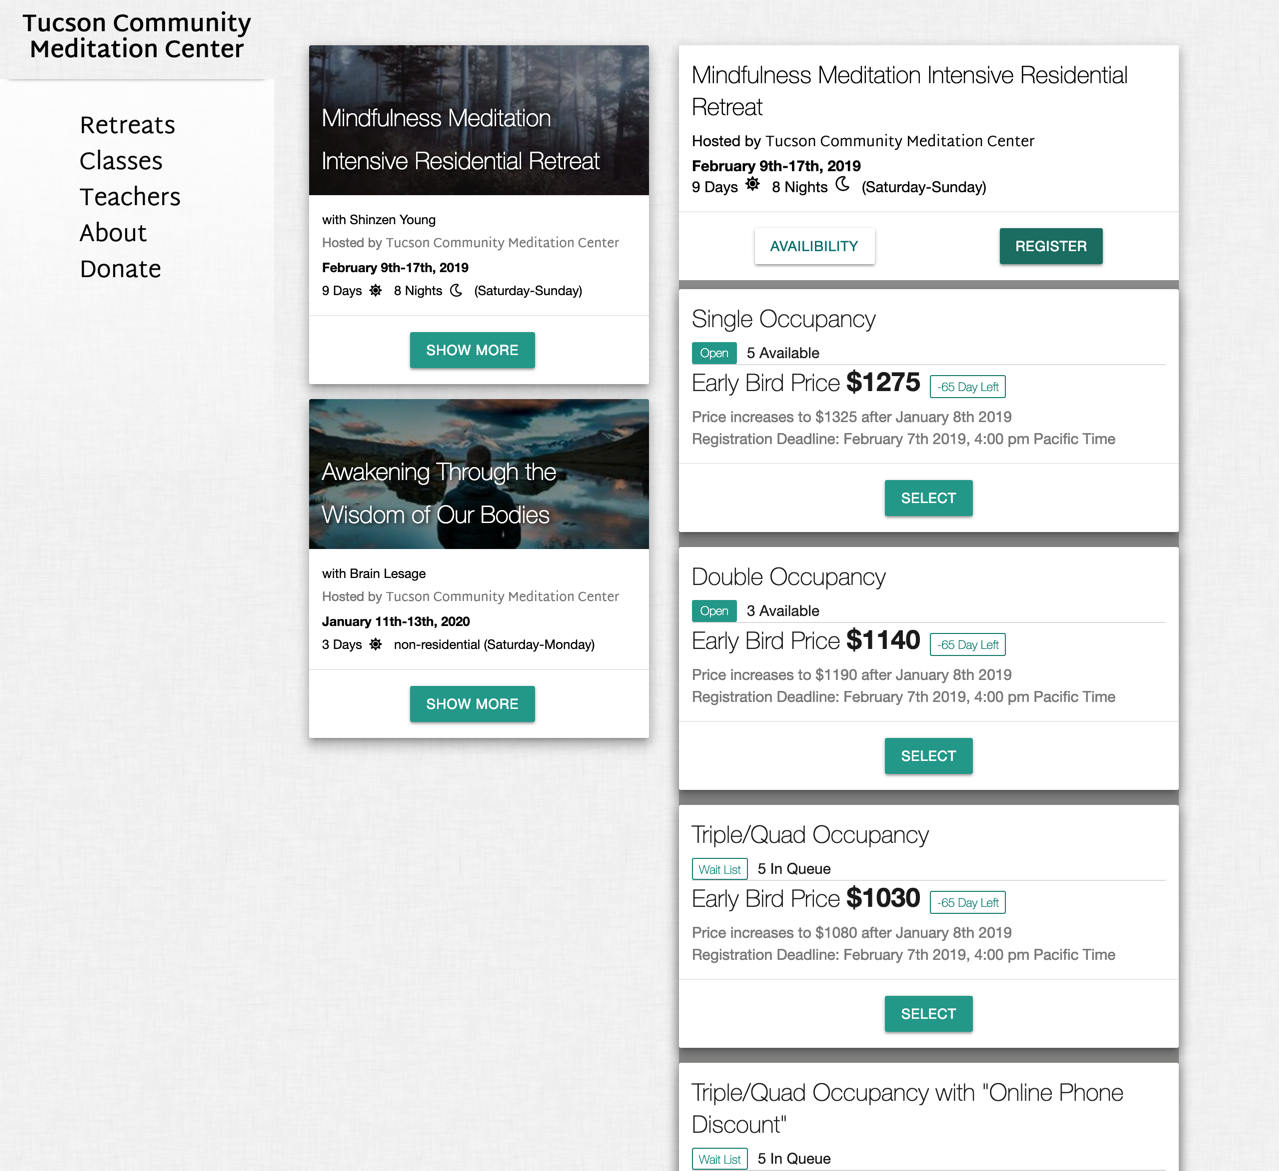 Tucson Community
Meditation Center
Retreats
Classes
Teachers
About
Donate
Mindfulness Meditation
Intensive Residential Retreat
with Shinzen Young
Hosted by Tucson Community Meditation Center
February 9th-17th, 2019
9 Days 8 Nights (Saturday-Sunday)
SHOW MORE
Awakening Through the
Wisdom of Our Bodies
with Brain Lesage
Hosted by Tucson Community Meditation Center
January 11th-13th, 2020
3 Days non-residential (Saturday-Monday)
SHOW MORE
Mindfulness Meditation Intensive Residential
Retreat
Hosted by Tucson Community Meditation Center
February 9th-17th, 2019
9 Days 8 Nights (Saturday-Sunday)
AVAILIBILITY REGISTER
Single Occupancy
Open 5 Available
Early Bird Price $1275 -65 Day Left
Price increases to $1325 after January 8th 2019
Registration Deadline: February 7th 2019, 4:00 pm Pacific Time
SELECT
Double Occupancy
Open 3 Available
Early Bird Price $1140 -65 Day Left
Price increases to $1190 after January 8th 2019
Registration Deadline: February 7th 2019, 4:00 pm Pacific Time
SELECT
Triple/Quad Occupancy
Wait List 5 In Queue
Early Bird Price $1030 -65 Day Left
Price increases to $1080 after January 8th 2019
Registration Deadline: February 7th 2019, 4:00 pm Pacific Time
SELECT
Triple/Quad Occupancy with "Online Phone
Discount"
Wait List 5 In Queue